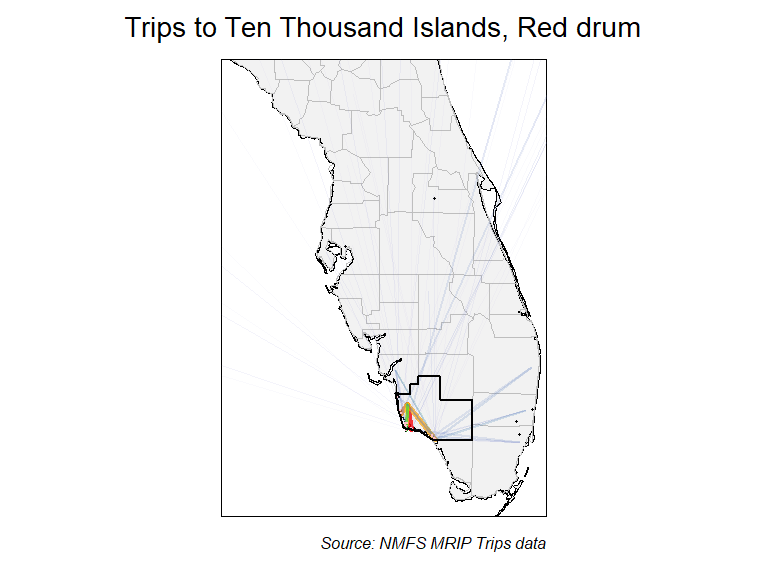 Trips to Ten Thousand Islands, Red drum
Source: NMFS MRIP Trips data